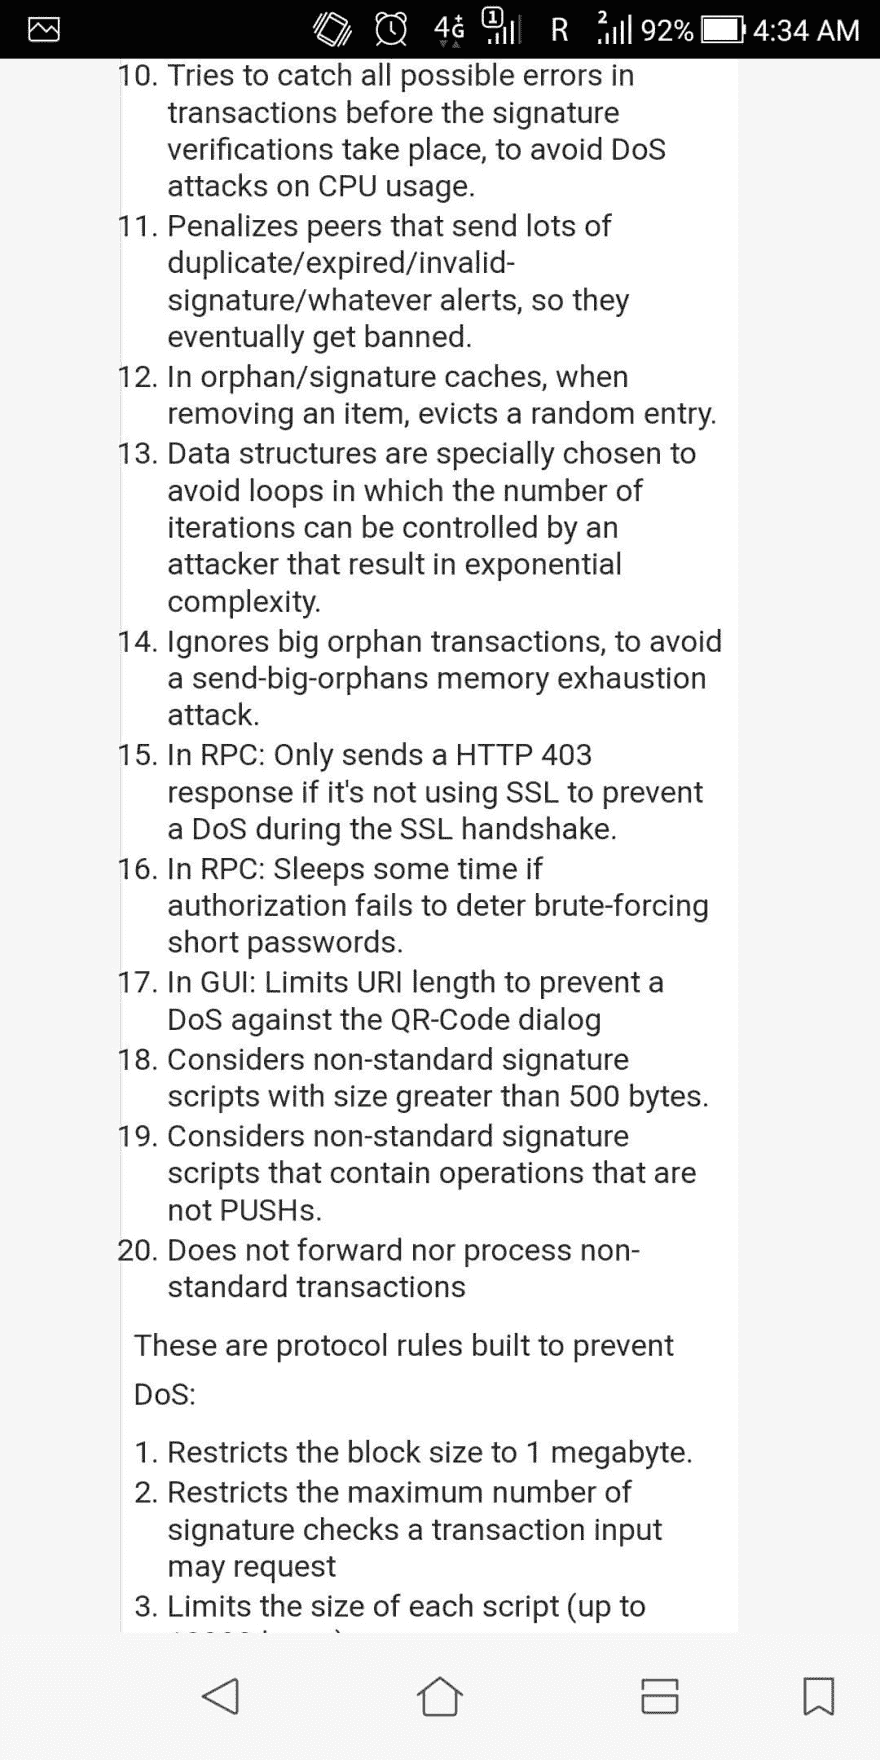 4G 1 R 2 92% 4:34 AM
10. Tries to catch all possible errors in
transactions before the signature
verifications take place, to avoid DoS
attacks on CPU usage.
11. Penalizes peers that send lots of
duplicate/expired/invalid-
signature/whatever alerts, so they
eventually get banned.
12. In orphan/signature caches, when
removing an item, evicts a random entry.
13. Data structures are specially chosen to
avoid loops in which the number of
iterations can be controlled by an
attacker that result in exponential
complexity.
14. Ignores big orphan transactions, to avoid
a send-big-orphans memory exhaustion
attack.
15. In RPC: Only sends a HTTP 403
response if it's not using SSL to prevent
a DoS during the SSL handshake.
16. In RPC: Sleeps some time if
authorization fails to deter brute-forcing
short passwords.
17. In GUI: Limits URI length to prevent a
DoS against the QR-Code dialog
18. Considers non-standard signature
scripts with size greater than 500 bytes.
19. Considers non-standard signature
scripts that contain operations that are
not PUSHs.
20. Does not forward nor process non-
standard transactions
These are protocol rules built to prevent
DoS:
1. Restricts the block size to 1 megabyte.
2. Restricts the maximum number of
signature checks a transaction input
may request
3. Limits the size of each script (up to